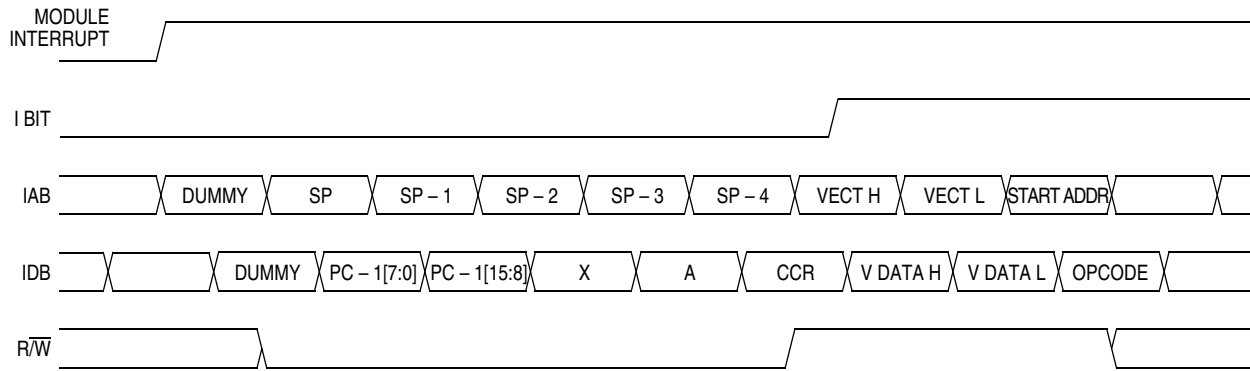 MODULE
INTERRUPT
I BIT
IAB DUMMY SP SP – 1 SP – 2 SP – 3 SP – 4 VECT H VECT L START ADDR
IDB DUMMY PC – 1[7:0] PC – 1[15:8] X A CCR V DATA H V DATA L OPCODE
R/W̅